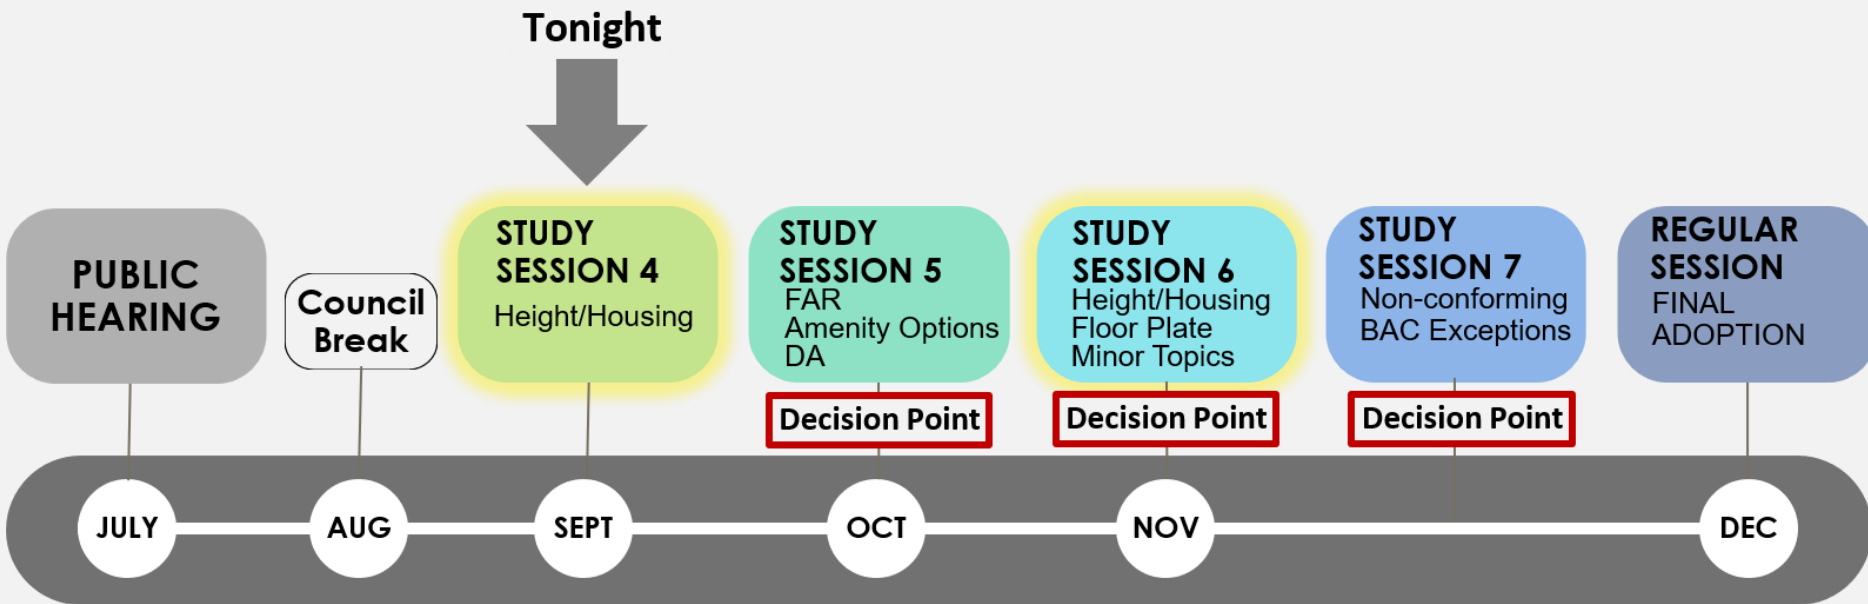 Tonight
PUBLIC
HEARING
Council
Break
STUDY
SESSION 4
Height/Housing
STUDY
SESSION 5
FAR
Amenity Options
DA
Decision Point
STUDY
SESSION 6
Height/Housing
Floor Plate
Minor Topics
Decision Point
STUDY
SESSION 7
Non-conforming
BAC Exceptions
Decision Point
REGULAR
SESSION
FINAL
ADOPTION
JULY
AUG
SEPT
OCT
NOV
DEC